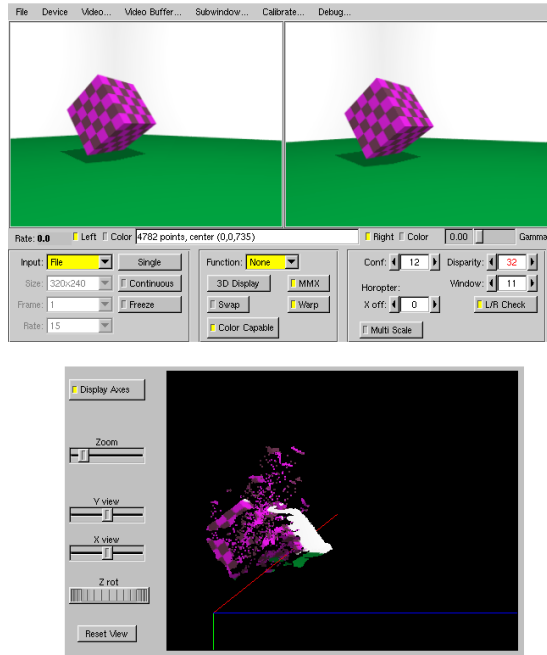 File Device Video... Video Buffer... Subwindow... Calibrate... Debug...
Rate: 0.0 Left Color 4782 points, center (0,0,735) Right Color 0.00 Gamma
Input: File Single Function: None Conf: 12 Disparity: 32
Size: 320x240 Continuous 3D Display MMX Horopter: Window: 11
Frame: 1 Freeze Swap Warp X off: 0 L/R Check
Rate: 15 Color Capable Multi Scale
Display Axes
Zoom
Y view
X view
Z rot
Reset View